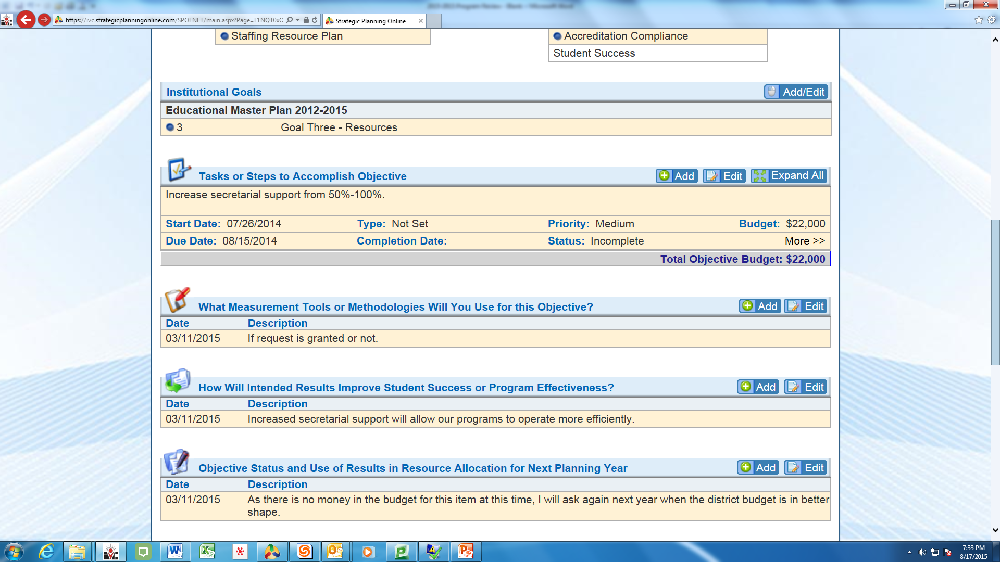 2012-2013 Program Review - Blank - Microsoft Word
https://ivc.strategicplanningonline.com/SPOLNET/main.aspx?Page=L1NQT0xO
Strategic Planning Online
Staffing Resource Plan
Accreditation Compliance
Student Success
Institutional Goals
Add/Edit
Educational Master Plan 2012-2015
3 Goal Three - Resources
Tasks or Steps to Accomplish Objective
Add Edit Expand All
Increase secretarial support from 50%-100%.
Start Date: 07/26/2014 Type: Not Set Priority: Medium Budget: $22,000
Due Date: 08/15/2014 Completion Date: Status: Incomplete More >>
Total Objective Budget: $22,000
What Measurement Tools or Methodologies Will You Use for this Objective?
Add Edit
Date Description
03/11/2015 If request is granted or not.
How Will Intended Results Improve Student Success or Program Effectiveness?
Add Edit
Date Description
03/11/2015 Increased secretarial support will allow our programs to operate more efficiently.
Objective Status and Use of Results in Resource Allocation for Next Planning Year
Add Edit
Date Description
03/11/2015 As there is no money in the budget for this item at this time, I will ask again next year when the district budget is in better
shape.
7:33 PM
8/17/2015